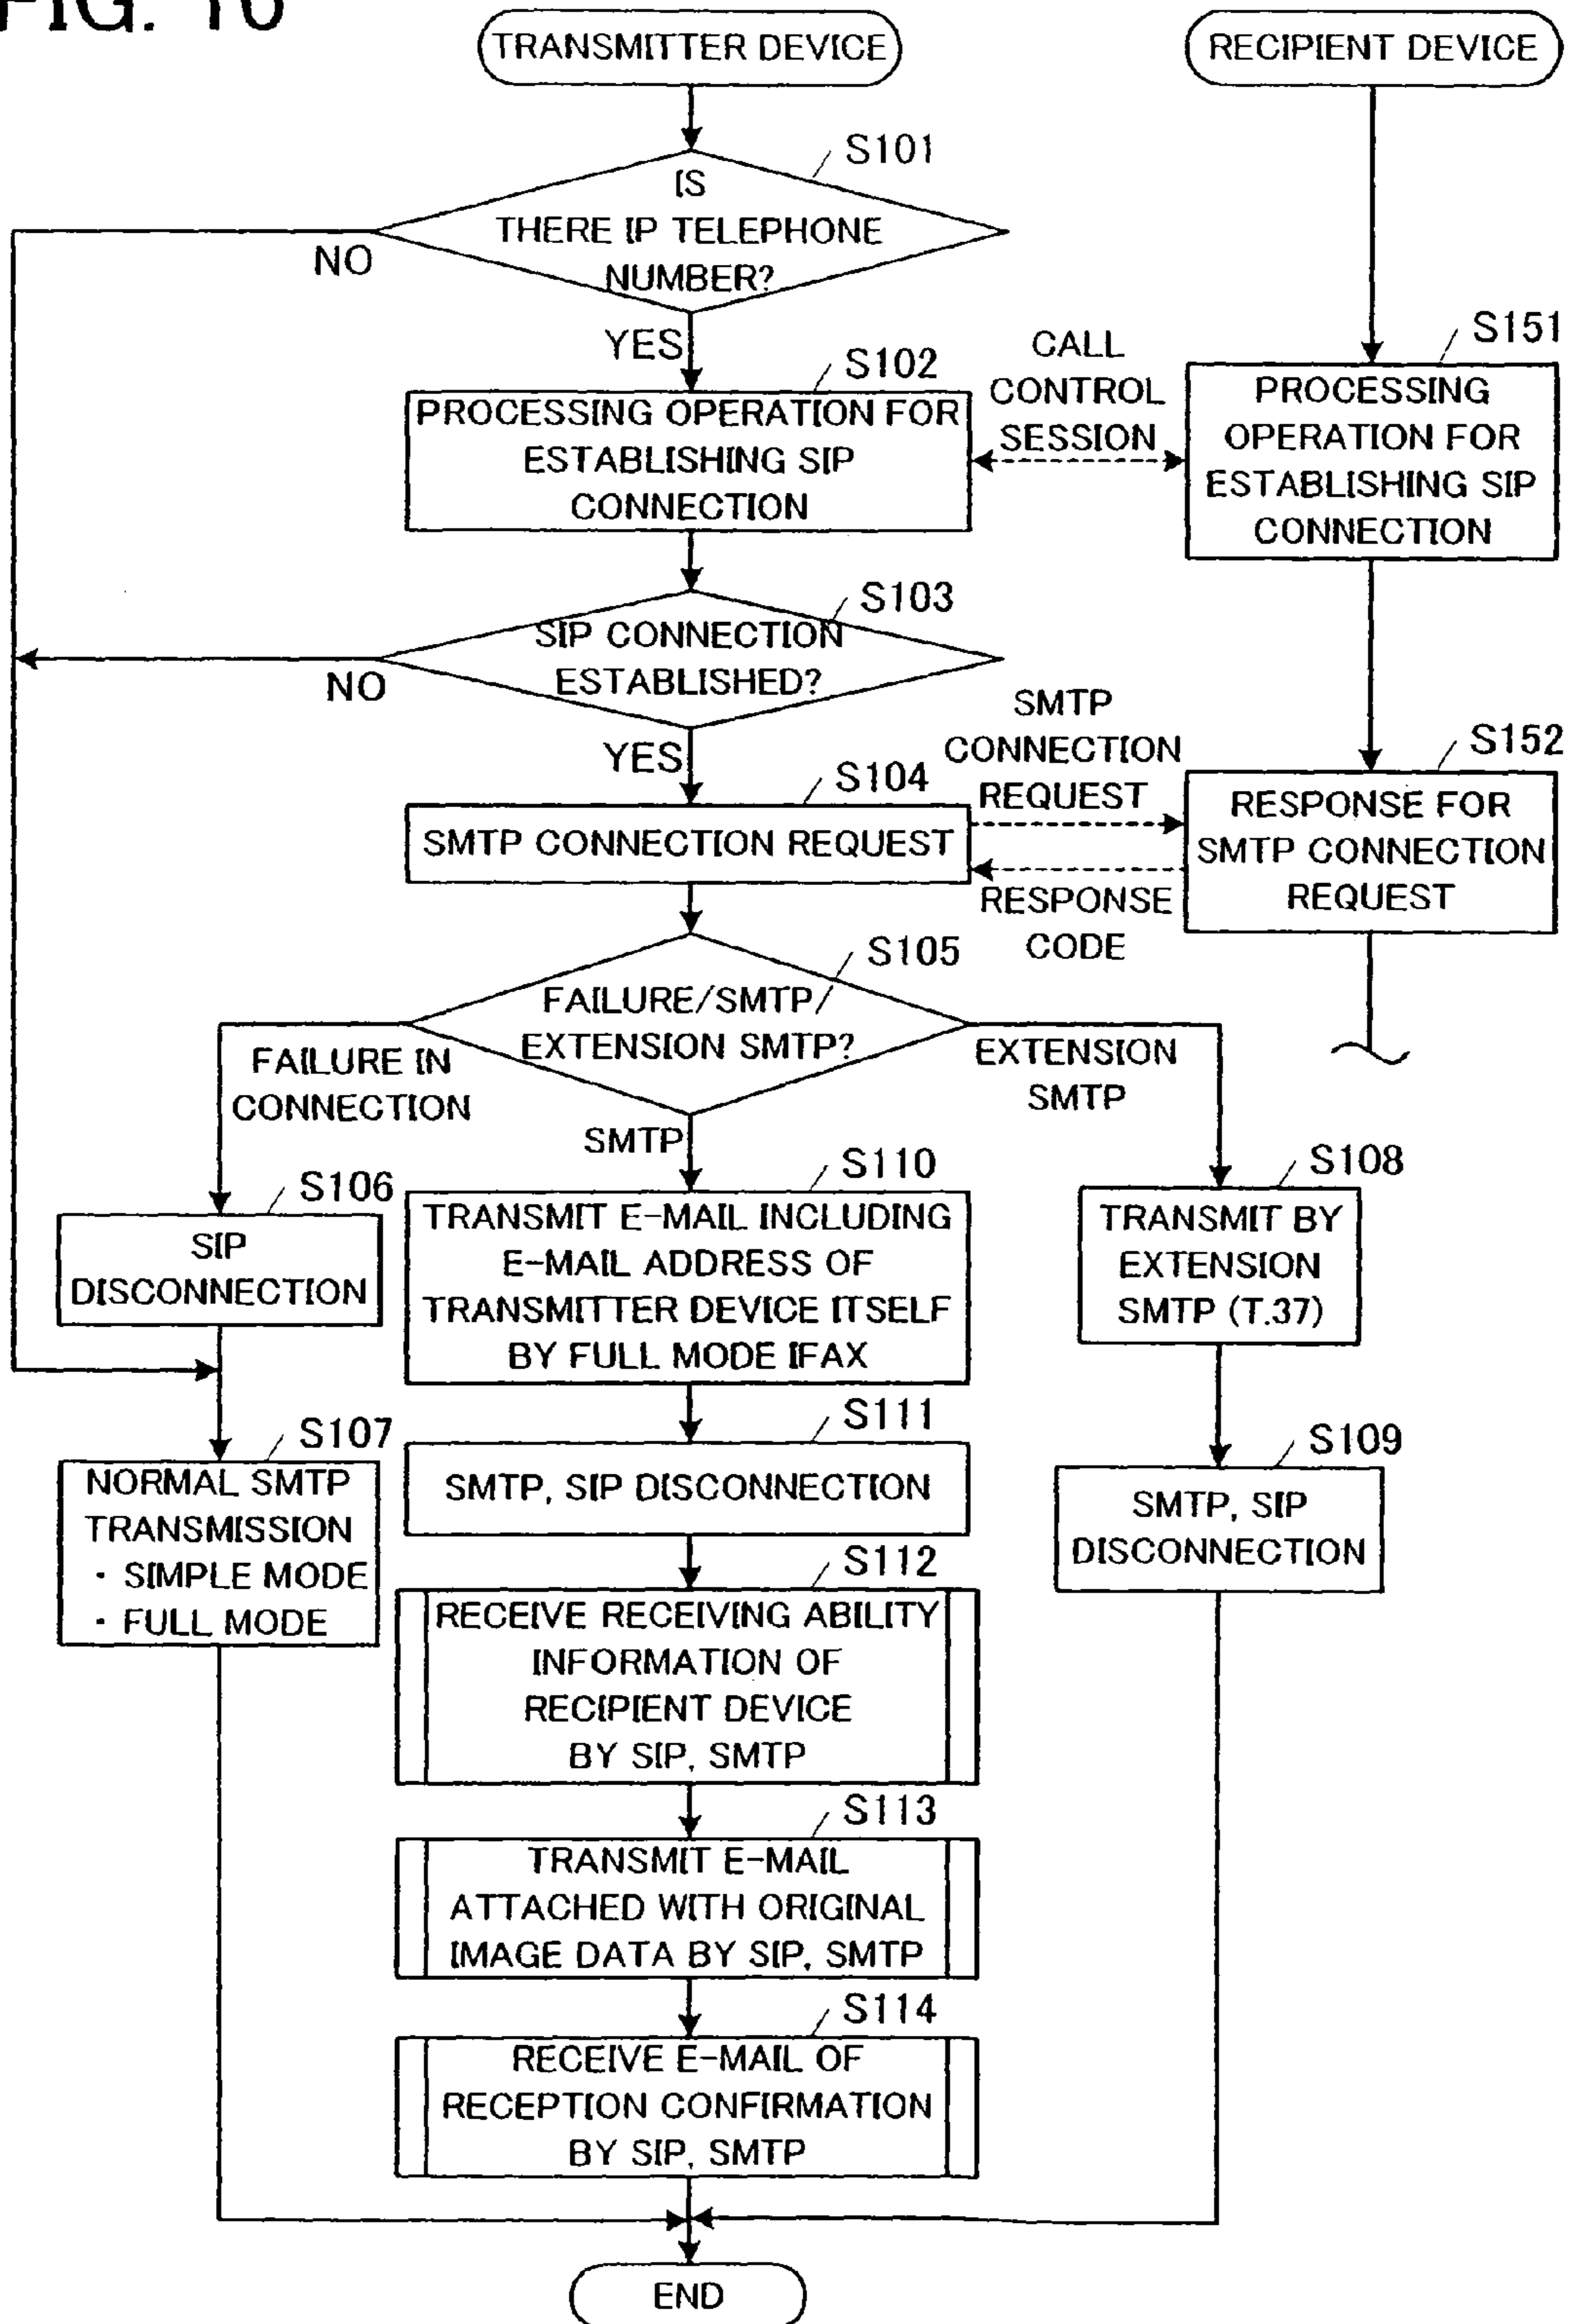 FIG. 16
TRANSMITTER DEVICE
RECIPIENT DEVICE
S101
IS
THERE IP TELEPHONE
NUMBER?
NO
YES
S102
PROCESSING OPERATION FOR
ESTABLISHING SIP
CONNECTION
CALL
CONTROL
SESSION
S151
PROCESSING
OPERATION FOR
ESTABLISHING SIP
CONNECTION
S103
SIP CONNECTION
ESTABLISHED?
NO
YES
S104
SMTP CONNECTION REQUEST
SMTP
CONNECTION
REQUEST
RESPONSE
CODE
S152
RESPONSE FOR
SMTP CONNECTION
REQUEST
S105
FAILURE/SMTP/
EXTENSION SMTP?
FAILURE IN
CONNECTION
SMTP
EXTENSION
SMTP
S106
SIP
DISCONNECTION
S107
NORMAL SMTP
TRANSMISSION
・ SIMPLE MODE
・ FULL MODE
S110
TRANSMIT E-MAIL INCLUDING
E-MAIL ADDRESS OF
TRANSMITTER DEVICE ITSELF
BY FULL MODE IFAX
S111
SMTP, SIP DISCONNECTION
S112
RECEIVE RECEIVING ABILITY
INFORMATION OF
RECIPIENT DEVICE
BY SIP, SMTP
S113
TRANSMIT E-MAIL
ATTACHED WITH ORIGINAL
IMAGE DATA BY SIP, SMTP
S114
RECEIVE E-MAIL OF
RECEPTION CONFIRMATION
BY SIP, SMTP
S108
TRANSMIT BY
EXTENSION
SMTP (T.37)
S109
SMTP, SIP
DISCONNECTION
END